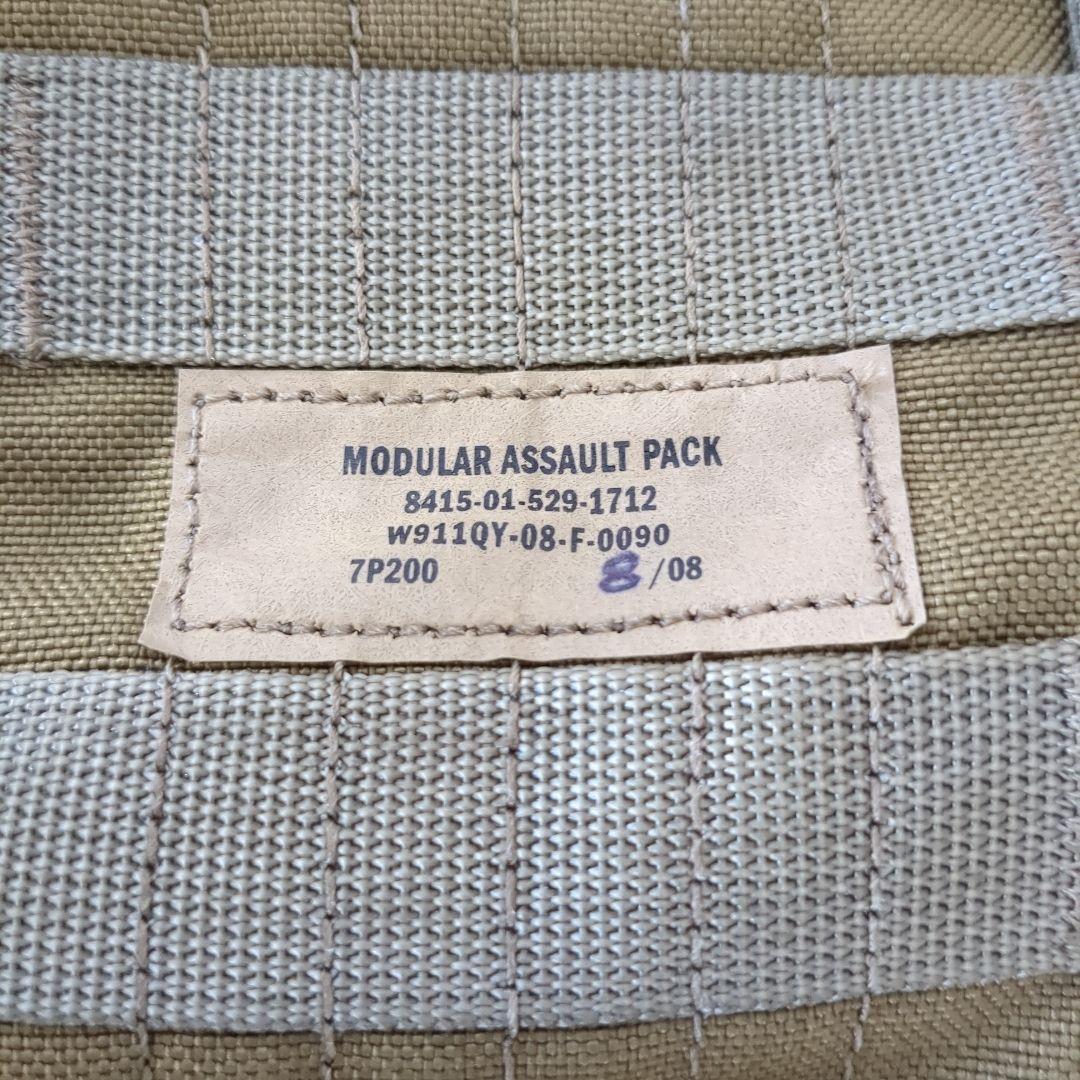 MODULAR ASSAULT PACK
8415-01-529-1712
W911QY-08-F-0090
7P200 8/08